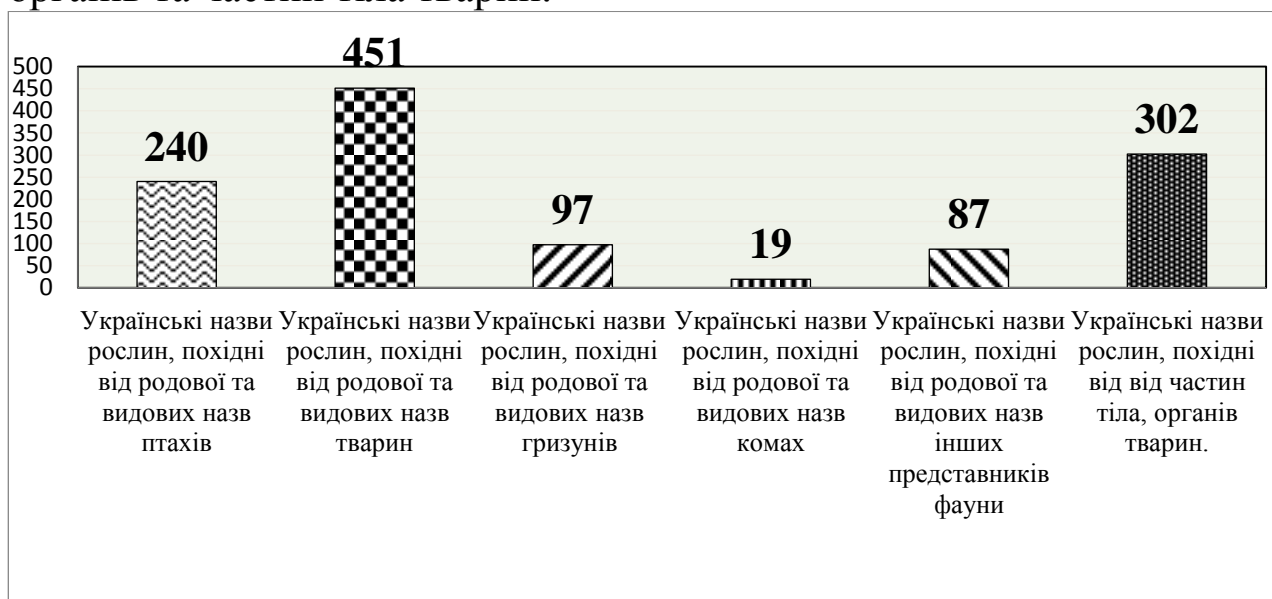 органів та частин тіла тварин.
500
450
400
350
300
250
200
150
100
50
0
240
451
97
19
87
302
Українські назви рослин, похідні від родової та видових назв птахів
Українські назви рослин, похідні від родової та видових назв тварин
Українські назви рослин, похідні від родової та видових назв гризунів
Українські назви рослин, похідні від родової та видових назв комах
Українські назви рослин, похідні від родової та видових назв інших представників фауни
Українські назви рослин, похідні від від частин тіла, органів тварин.